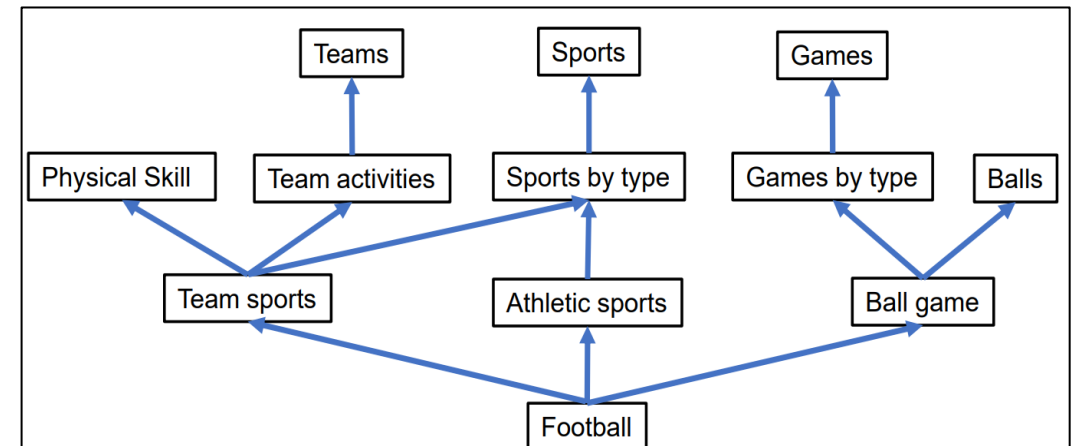 Teams
Sports
Games
Physical Skill
Team activities
Sports by type
Games by type
Balls
Team sports
Athletic sports
Ball game
Football